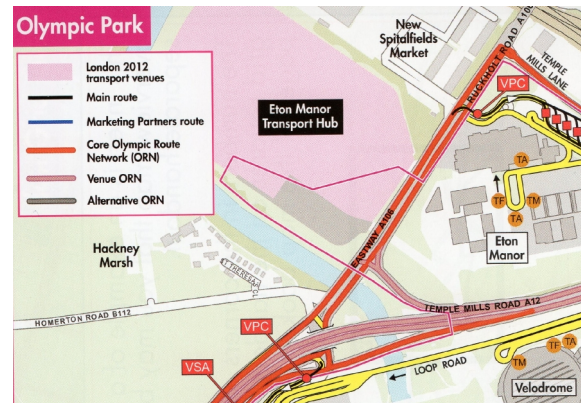 Olympic Park
London 2012
transport venues
Main route
Marketing Partners route
Core Olympic Route
Network (ORN)
Venue ORN
Alternative ORN
New
Spitalfields
Market
RUCKHOLT ROAD A106
TEMPLE
MILLS LANE
VPC
Eton Manor
Transport Hub
TA
TF
TM
TA
Eton
Manor
EASTWAY A106
Hackney
Marsh
ST THERESA
HOMERTON ROAD B112
TEMPLE MILLS ROAD A12
VPC
VSA
LOOP ROAD
TM
TF
TA
Velodrome